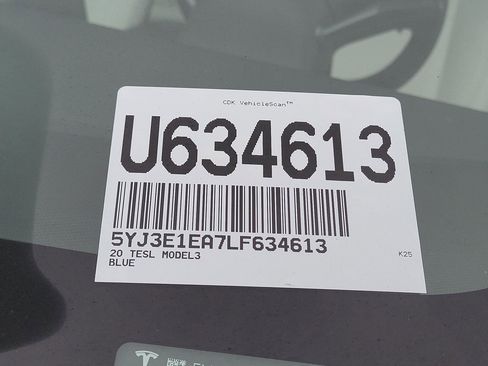 CDK VehicleScan™
U634613
5YJ3E1EA7LF634613
20 TESL MODEL3
BLUE
K25